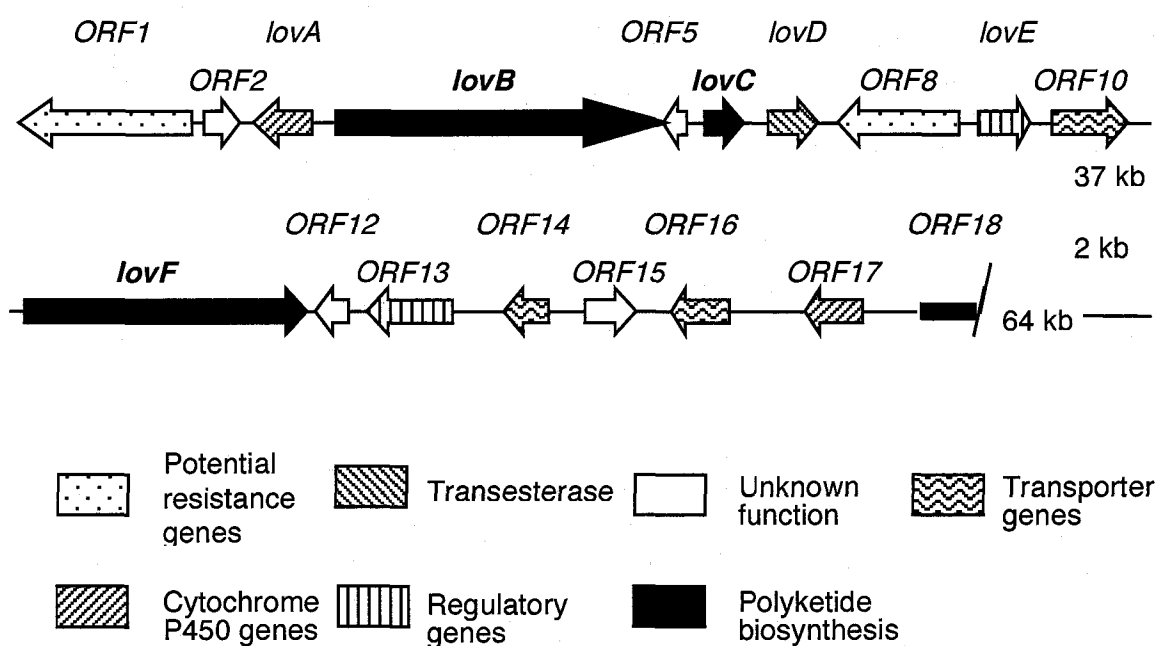 ORF1 lovA ORF5 lovD lovE
ORF2 lovB lovC ORF8 ORF10
37 kb
ORF12 ORF14 ORF16 ORF18
2 kb
lovF ORF13 ORF15 ORF17
64 kb
Potential
resistance
genes
Transesterase
Unknown
function
Transporter
genes
Cytochrome
P450 genes
Regulatory
genes
Polyketide
biosynthesis